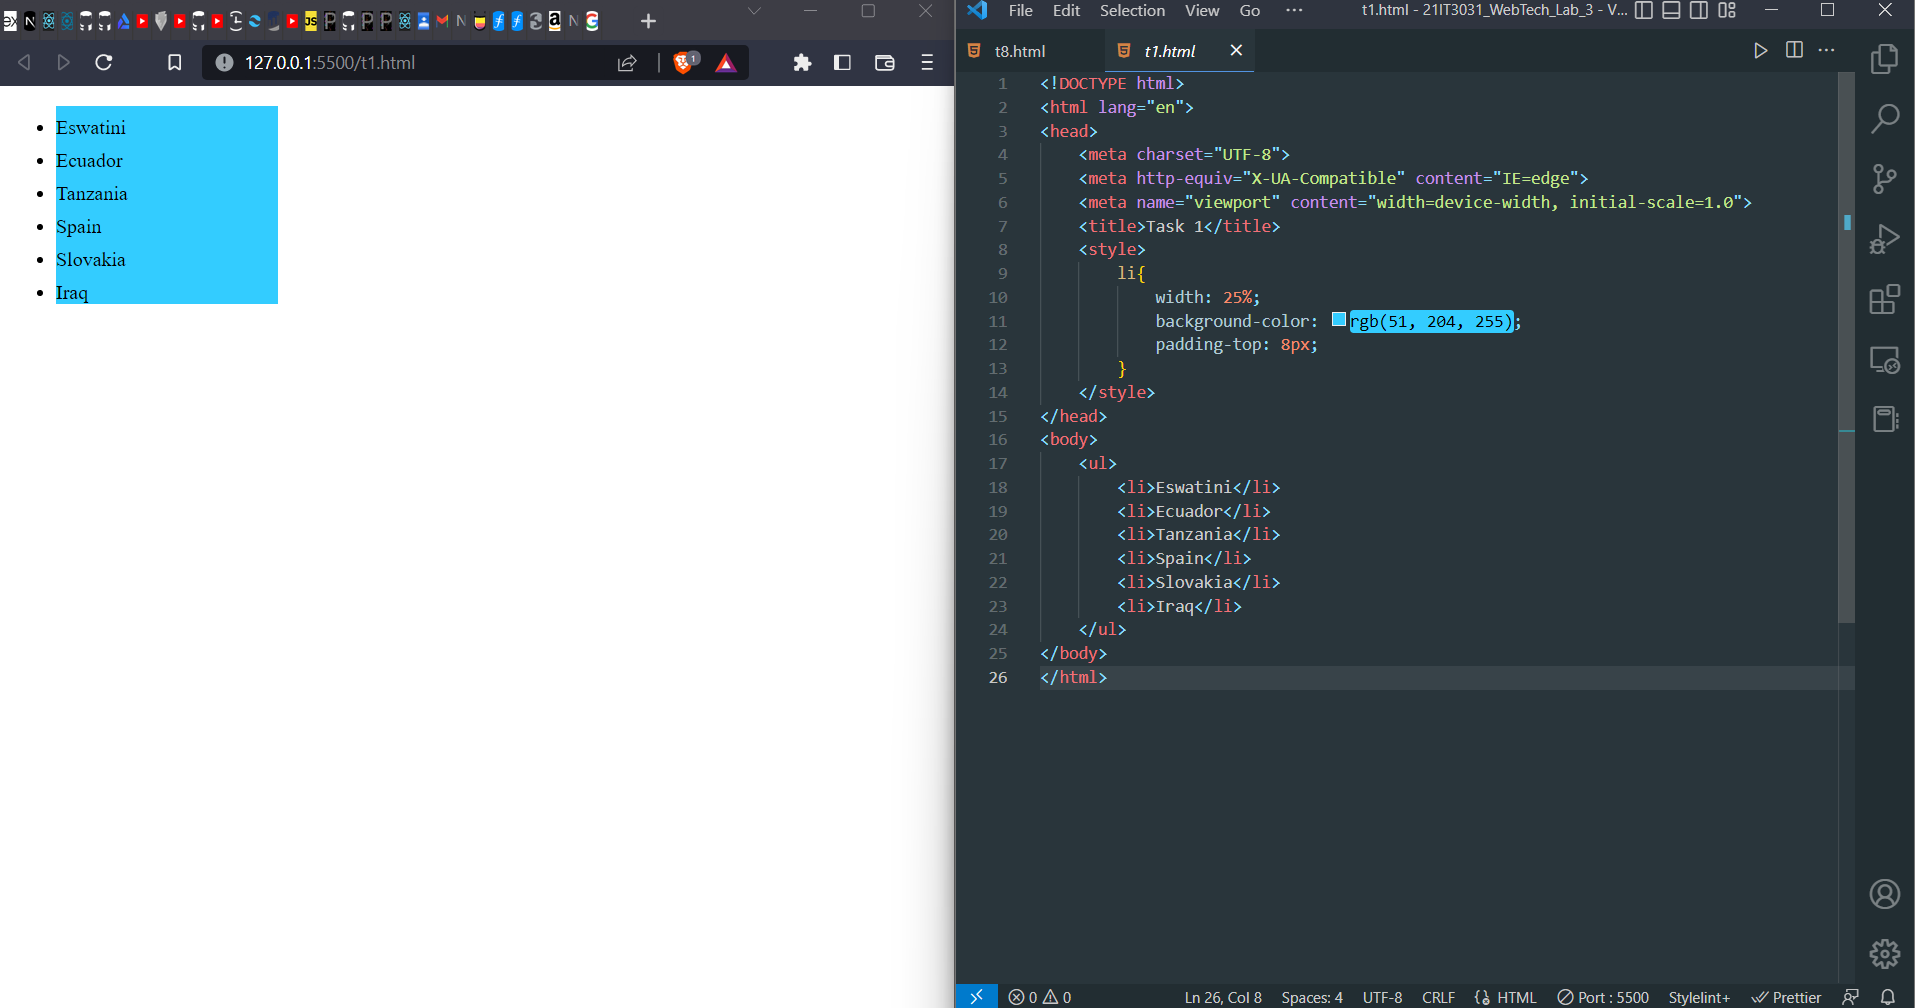 127.0.0.1:5500/t1.html
1
Eswatini
Ecuador
Tanzania
Spain
Slovakia
Iraq
File Edit Selection View Go ··· t1.html - 21IT3031_WebTech_Lab_3 - V...
t8.html t1.html
1 <!DOCTYPE html>
2 <html lang="en">
3 <head>
4 <meta charset="UTF-8">
5 <meta http-equiv="X-UA-Compatible" content="IE=edge">
6 <meta name="viewport" content="width=device-width, initial-scale=1.0">
7 <title>Task 1</title>
8 <style>
9 li{
10 width: 25%;
11 background-color: rgb(51, 204, 255);
12 padding-top: 8px;
13 }
14 </style>
15 </head>
16 <body>
17 <ul>
18 <li>Eswatini</li>
19 <li>Ecuador</li>
20 <li>Tanzania</li>
21 <li>Spain</li>
22 <li>Slovakia</li>
23 <li>Iraq</li>
24 </ul>
25 </body>
26 </html>
0 0 Ln 26, Col 8 Spaces: 4 UTF-8 CRLF HTML Port : 5500 Stylelint+ Prettier